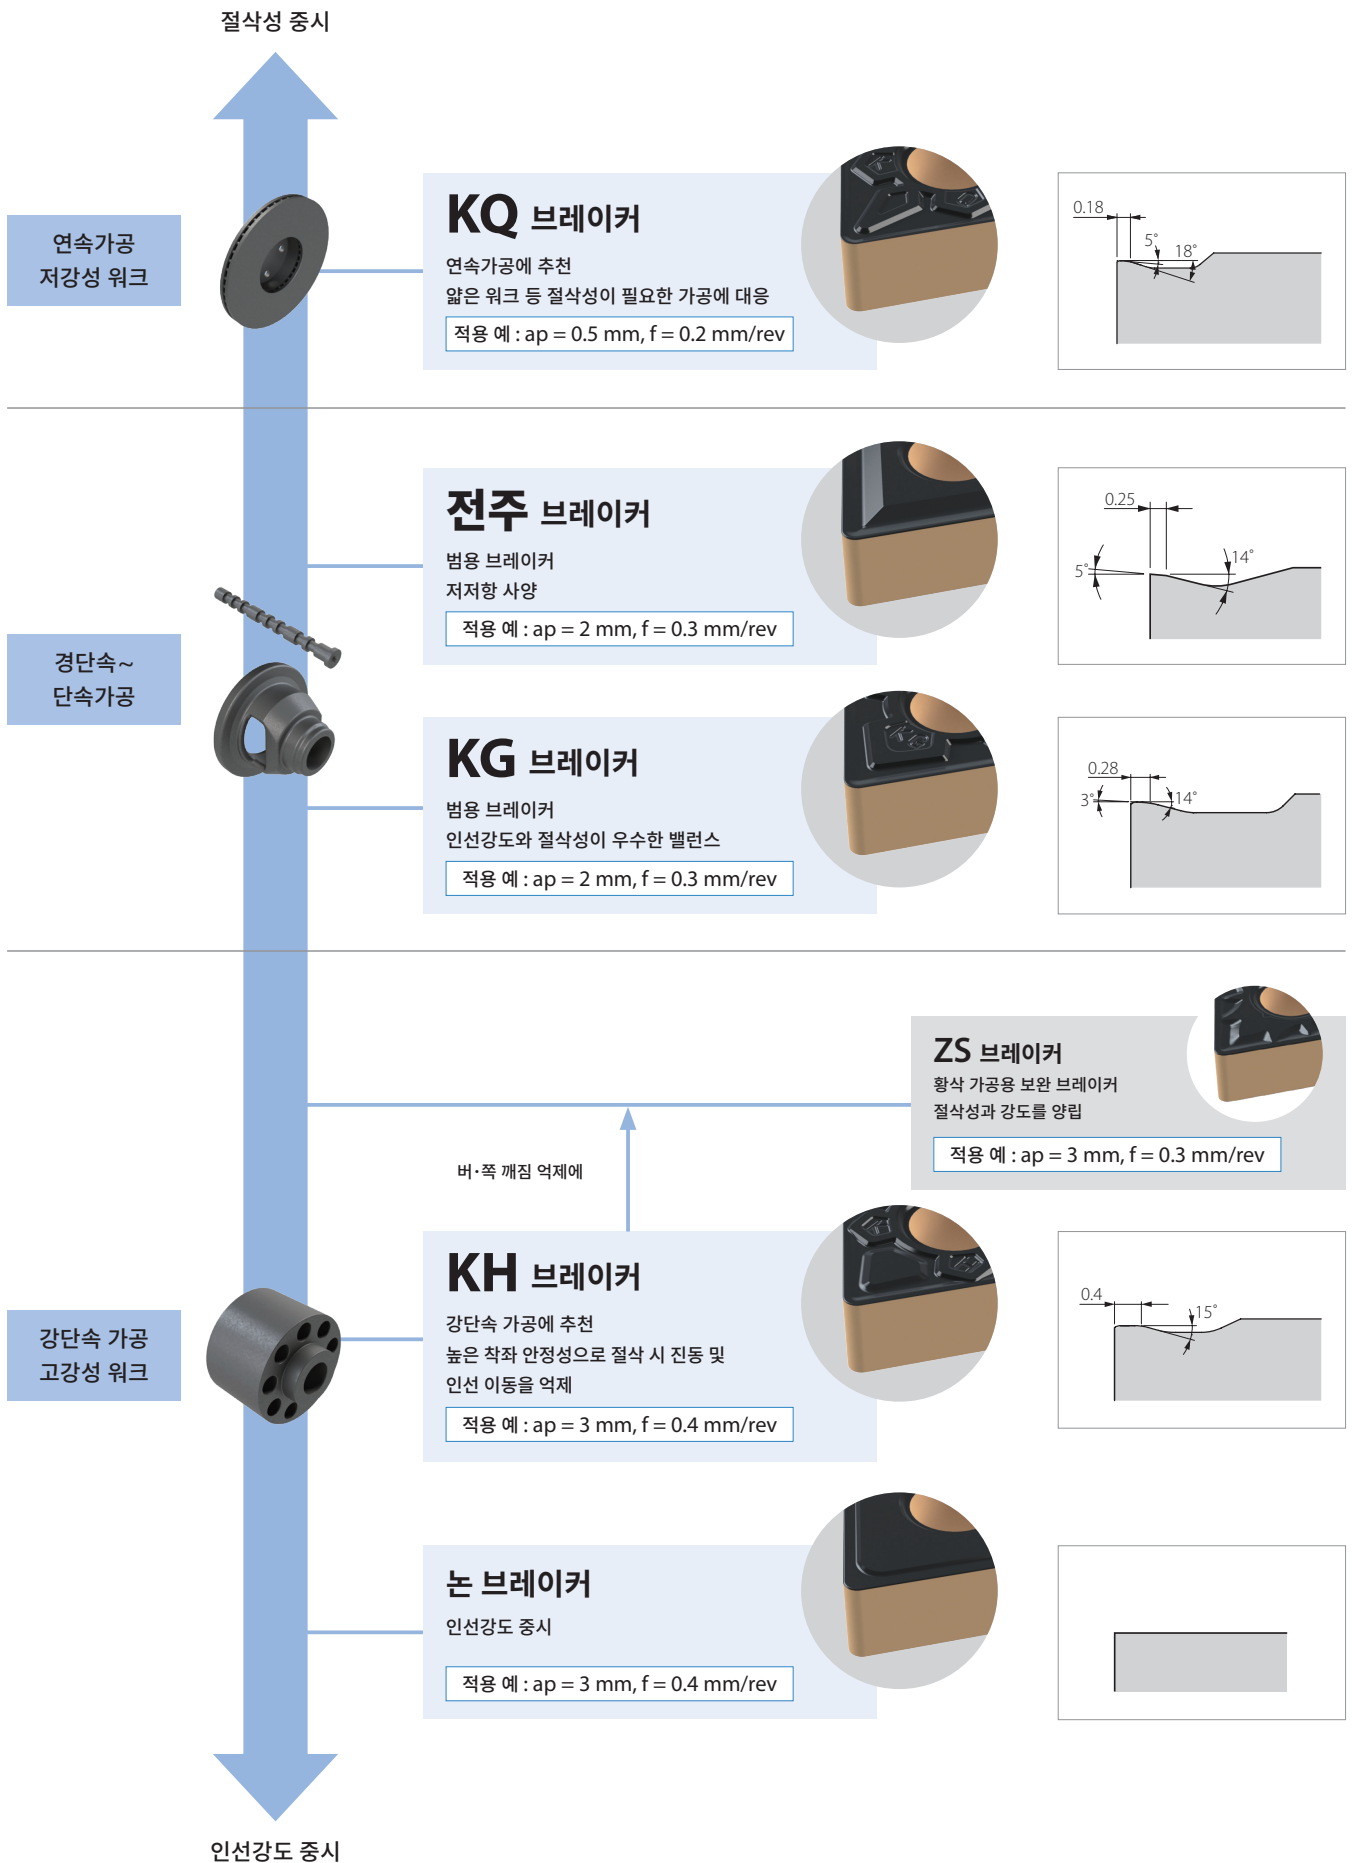 절삭성 중시
연속가공
저강성 워크
KQ 브레이커
연속가공에 추천
얇은 워크 등 절삭성이 필요한 가공에 대응
적용 예 : ap = 0.5 mm, f = 0.2 mm/rev
0.18
5°
18°
경단속~
단속가공
전주 브레이커
범용 브레이커
저저항 사양
적용 예 : ap = 2 mm, f = 0.3 mm/rev
0.25
5°
14°
KG 브레이커
범용 브레이커
인선강도와 절삭성이 우수한 밸런스
적용 예 : ap = 2 mm, f = 0.3 mm/rev
KG
0.28
3°
14°
ZS 브레이커
황삭 가공용 보완 브레이커
절삭성과 강도를 양립
적용 예 : ap = 3 mm, f = 0.3 mm/rev
버·쪽 깨짐 억제에
강단속 가공
고강성 워크
KH 브레이커
강단속 가공에 추천
높은 착좌 안정성으로 절삭 시 진동 및
인선 이동을 억제
적용 예 : ap = 3 mm, f = 0.4 mm/rev
0.4
15°
논 브레이커
인선강도 중시
적용 예 : ap = 3 mm, f = 0.4 mm/rev
인선강도 중시